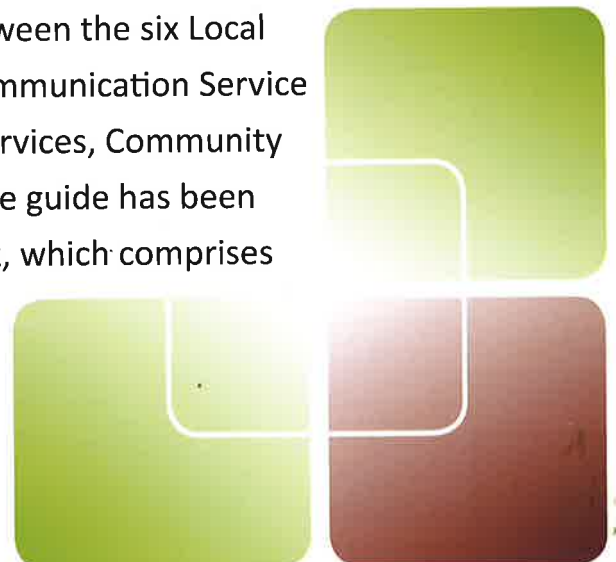 ween the six Local
mmunication Service
rvices, Community
e guide has been
, which comprises